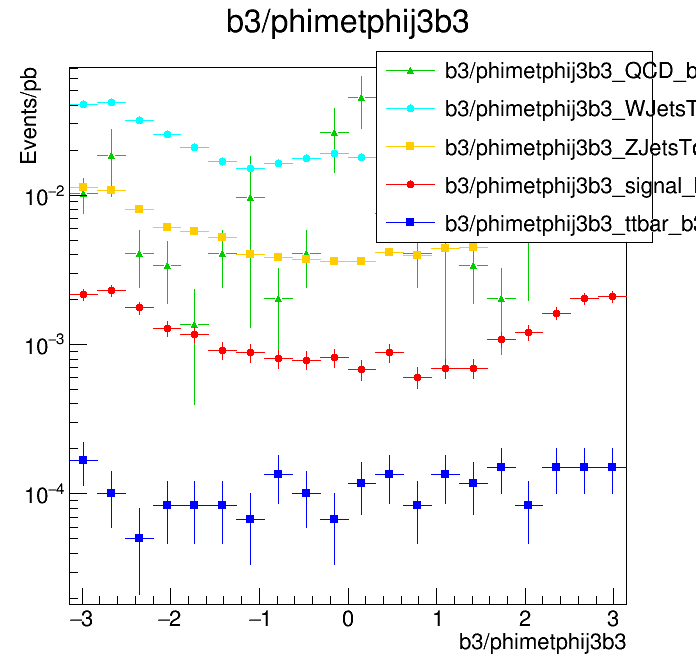 b3/phimetphij3b3
Events/pb
b3/phimetphij3b3_QCD_b
b3/phimetphij3b3_WJetsT
b3/phimetphij3b3_ZJetsT
b3/phimetphij3b3_signal_
b3/phimetphij3b3_ttbar_b3
10−2
10−3
10−4
−3 −2 −1 0 1 2 3
b3/phimetphij3b3